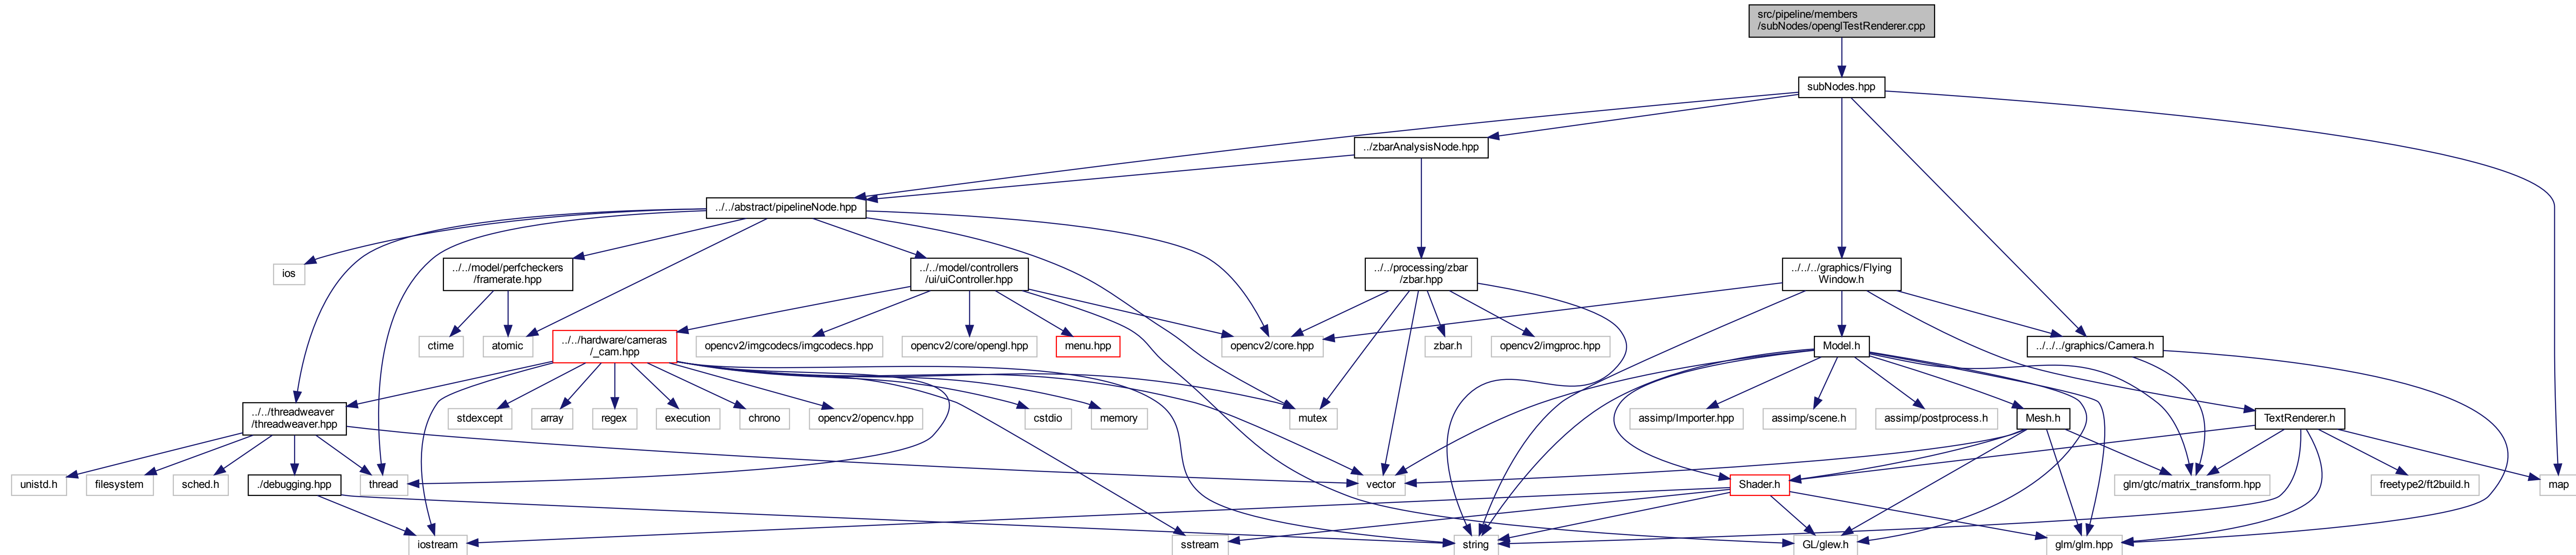 src/pipeline/members
/subNodes/openglTestRenderer.cpp
subNodes.hpp
../zbarAnalysisNode.hpp
../../abstract/pipelineNode.hpp
ios
../../model/perfcheckers
/framerate.hpp
../../model/controllers
/ui/uiController.hpp
../../processing/zbar
/zbar.hpp
../../../graphics/Flying
Window.h
ctime
atomic
../../hardware/cameras
/_cam.hpp
opencv2/imgcodecs/imgcodecs.hpp
opencv2/core/opengl.hpp
menu.hpp
opencv2/core.hpp
zbar.h
opencv2/imgproc.hpp
Model.h
../../../graphics/Camera.h
../../threadweaver
/threadweaver.hpp
stdexcept
array
regex
execution
chrono
opencv2/opencv.hpp
cstdio
memory
mutex
assimp/Importer.hpp
assimp/scene.h
assimp/postprocess.h
Mesh.h
TextRenderer.h
unistd.h
filesystem
sched.h
./debugging.hpp
thread
vector
Shader.h
glm/gtc/matrix_transform.hpp
freetype2/ft2build.h
map
iostream
sstream
string
GL/glew.h
glm/glm.hpp